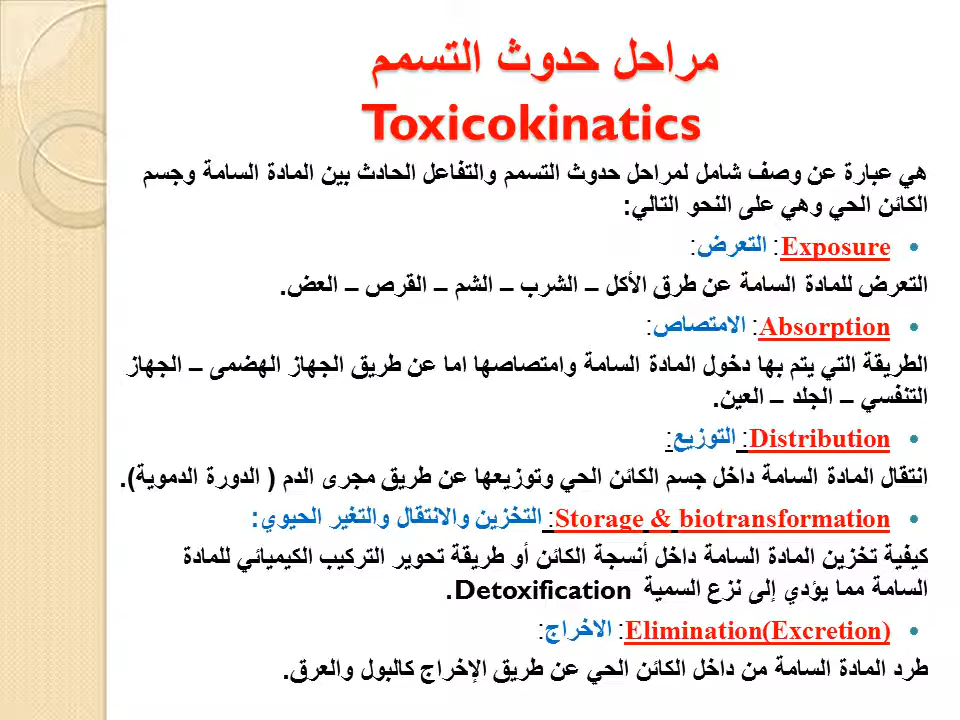 مراحل حدوث التسمم
Toxicokinatics
هي عبارة عن وصف شامل لمراحل حدوث التسمم والتفاعل الحادث بين المادة السامة وجسم
الكائن الحي وهي على النحو التالي:
• Exposure: التعرض:
التعرض للمادة السامة عن طرق الأكل – الشرب – الشم – القرص – العض.
• Absorption: الامتصاص:
الطريقة التي يتم بها دخول المادة السامة وامتصاصها اما عن طريق الجهاز الهضمى – الجهاز
التنفسي – الجلد – العين.
• Distribution: التوزيع:
انتقال المادة السامة داخل جسم الكائن الحي وتوزيعها عن طريق مجرى الدم ( الدورة الدموية).
• Storage & biotransformation: التخزين والانتقال والتغير الحيوي:
كيفية تخزين المادة السامة داخل أنسجة الكائن أو طريقة تحوير التركيب الكيميائي للمادة
السامة مما يؤدي إلى نزع السمية Detoxification.
• Elimination(Excretion): الاخراج:
طرد المادة السامة من داخل الكائن الحي عن طريق الإخراج كالبول والعرق.